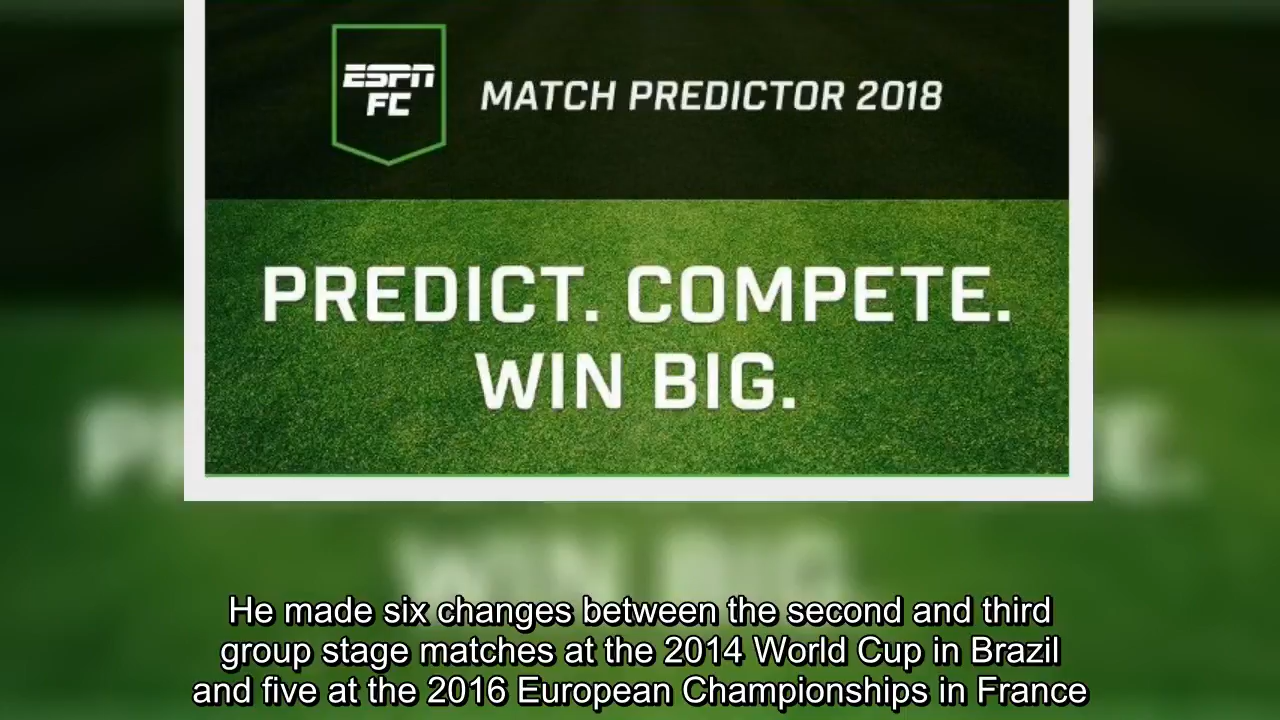 ESPN
FC
MATCH PREDICTOR 2018
PREDICT. COMPETE.
WIN BIG.
He made six changes between the second and third
group stage matches at the 2014 World Cup in Brazil
and five at the 2016 European Championships in France